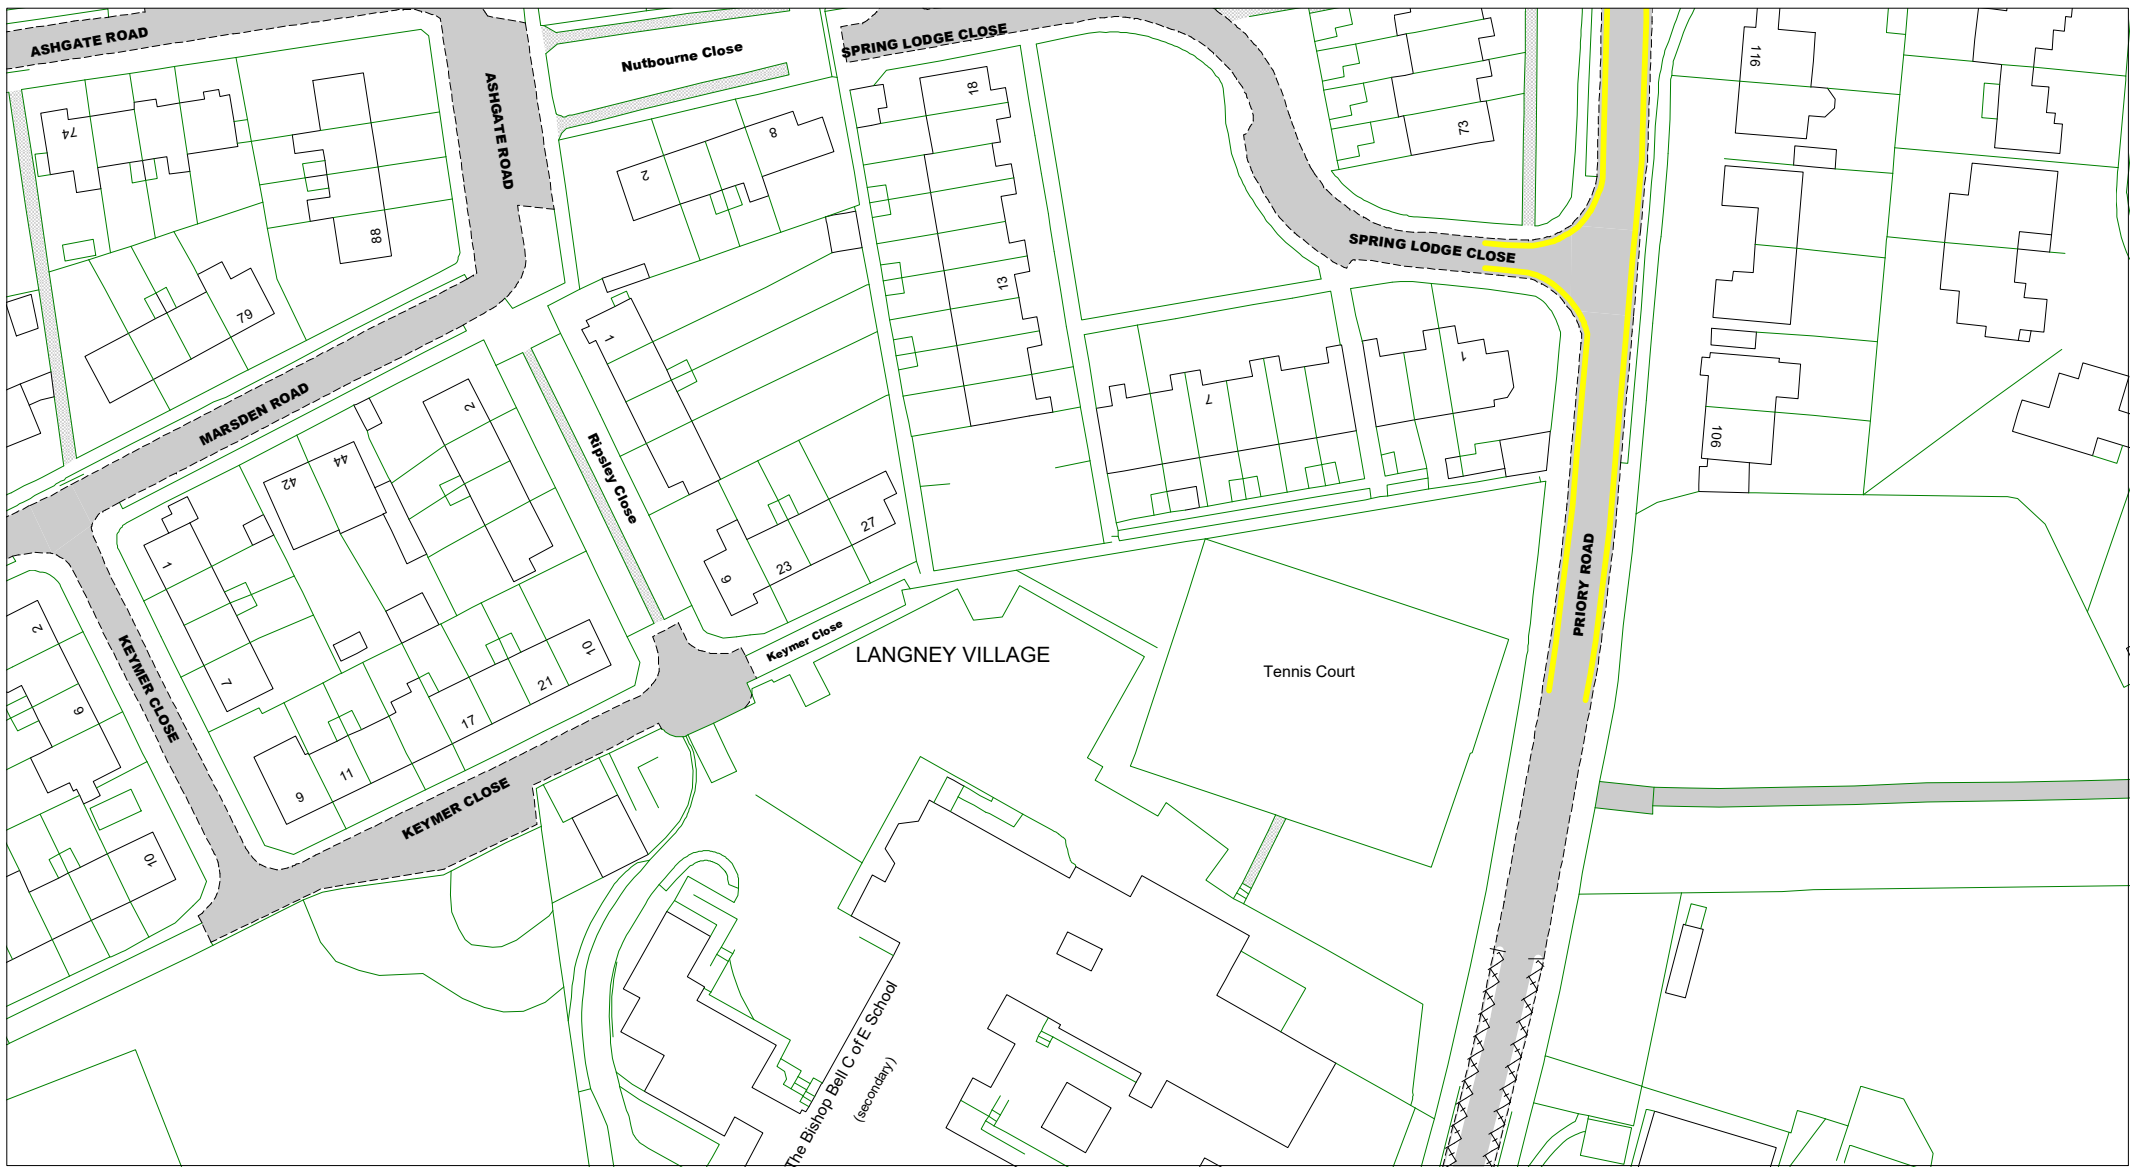 ASHGATE ROAD
Nutbourne Close
SPRING LODGE CLOSE
116
ASHGATE ROAD
18
74
8
73
2
88
SPRING LODGE CLOSE
13
79
1
1
7
MARSDEN ROAD
2
106
44
42
Ripsley Close
27
1
23
9
PRIORY ROAD
2
KEYMER CLOSE
Keymer Close
LANGNEY VILLAGE
10
Tennis Court
7
21
9
17
11
9
KEYMER CLOSE
10
The Bishop Bell C of E School
(secondary)